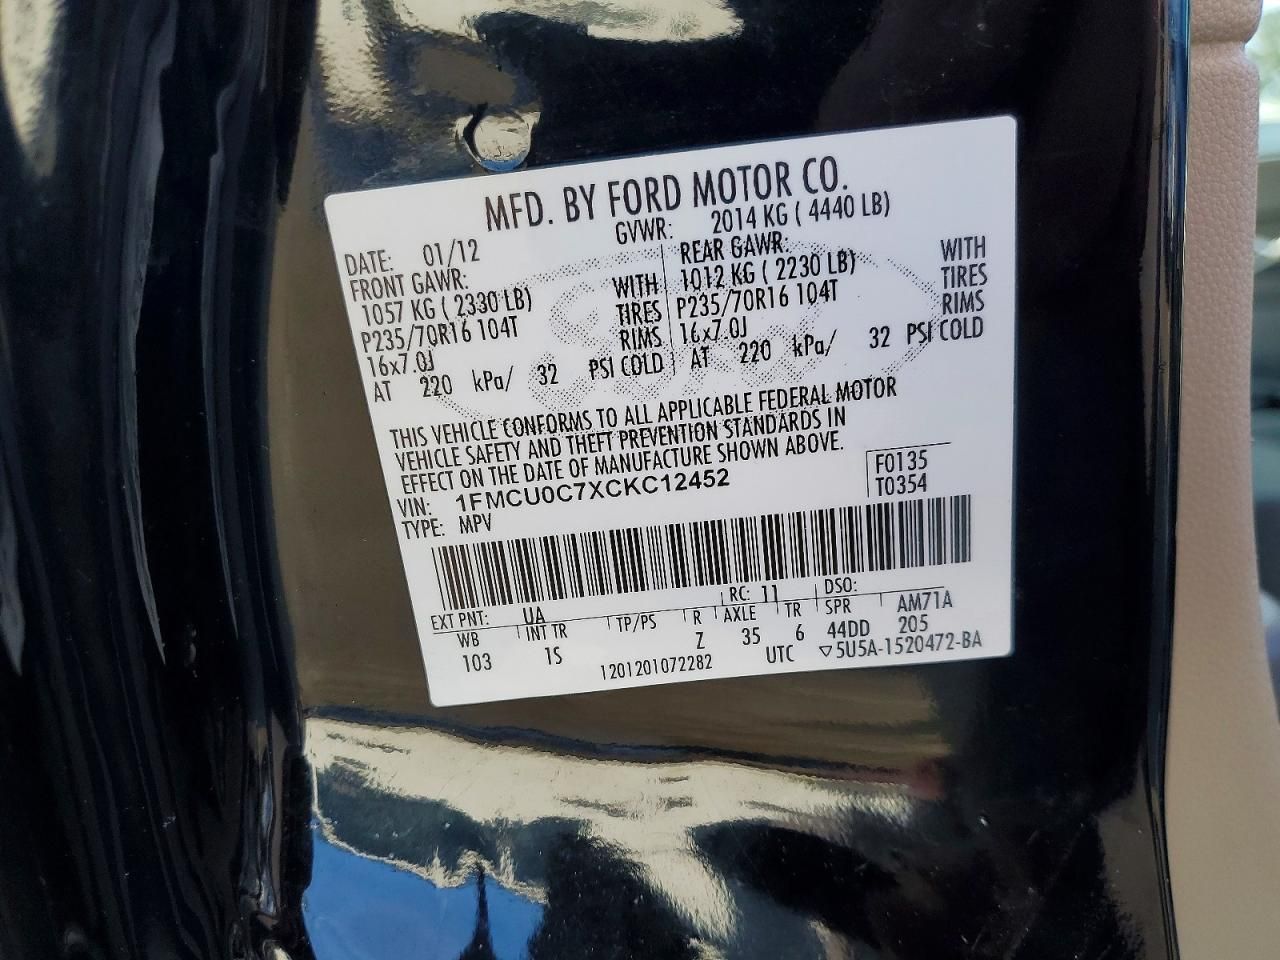 MFD. BY FORD MOTOR CO.
DATE: 01/12 GVWR: 2014 KG ( 4440 LB)
FRONT GAWR: REAR GAWR:
1057 KG ( 2330 LB) WITH 1012 KG ( 2230 LB) WITH
P235/70R16 104T TIRES P235/70R16 104T TIRES
16x7.0J RIMS 16x7.0J RIMS
AT 220 kPa/ 32 PSI COLD AT 220 kPa/ 32 PSI COLD
THIS VEHICLE CONFORMS TO ALL APPLICABLE FEDERAL MOTOR
VEHICLE SAFETY AND THEFT PREVENTION STANDARDS IN
EFFECT ON THE DATE OF MANUFACTURE SHOWN ABOVE.
VIN: 1FMCU0C7XCKC12452 F0135
TYPE: MPV T0354
EXT PNT: UA RC: 11 DSO:
WB INT TR TP/PS R AXLE TR SPR AM71A
103 1S Z 35 6 44DD 205
1201201072282 UTC ▽5U5A-1520472-BA